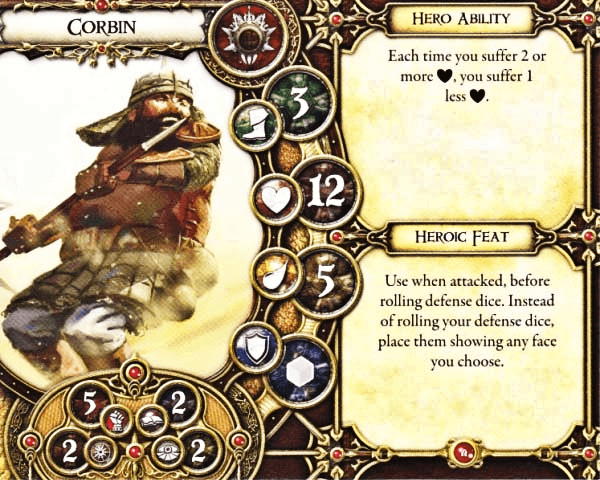 Corbin
3
12
5
5
2
2
2
Hero Ability
Each time you suffer 2 or
more ♥, you suffer 1
less ♥.
Heroic Feat
Use when attacked, before
rolling defense dice. Instead
of rolling your defense dice,
place them showing any face
you choose.